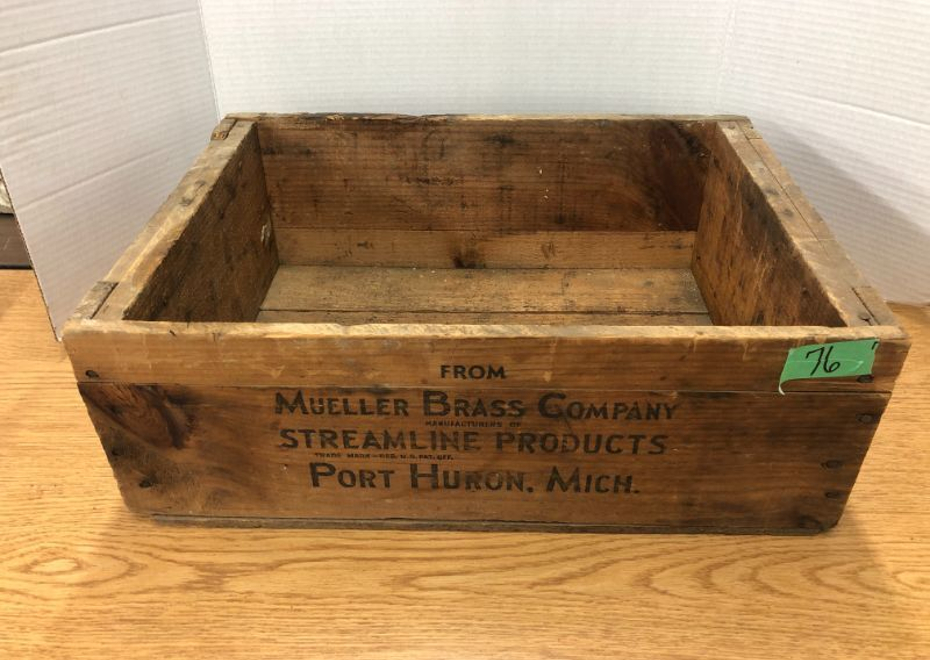 FROM
76
MUELLER BRASS COMPANY
MANUFACTURERS OF
STREAMLINE PRODUCTS
TRADE MARK—REG. U.S. PAT. OFF.
PORT HURON, MICH.